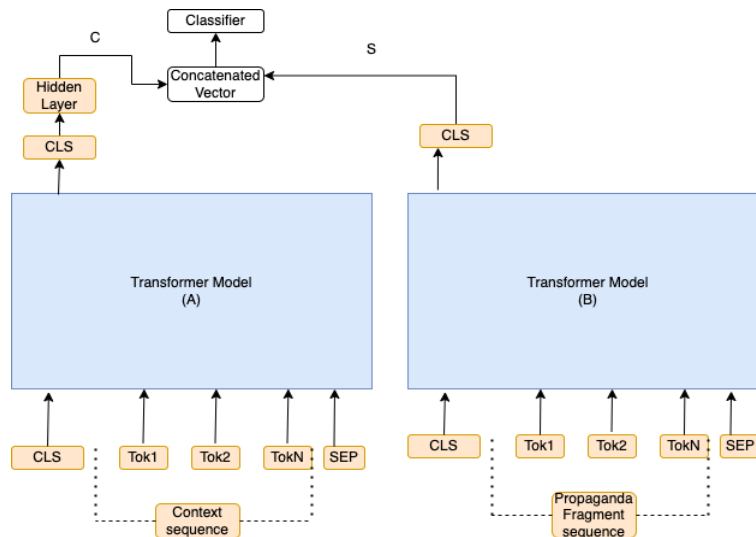 Classifier
C
S
Concatenated
Vector
Hidden
Layer
CLS
CLS
Transformer Model
(A)
Transformer Model
(B)
CLS
Tok1
Tok2
TokN
SEP
CLS
Tok1
Tok2
TokN
SEP
Context
sequence
Propaganda
Fragment
sequence